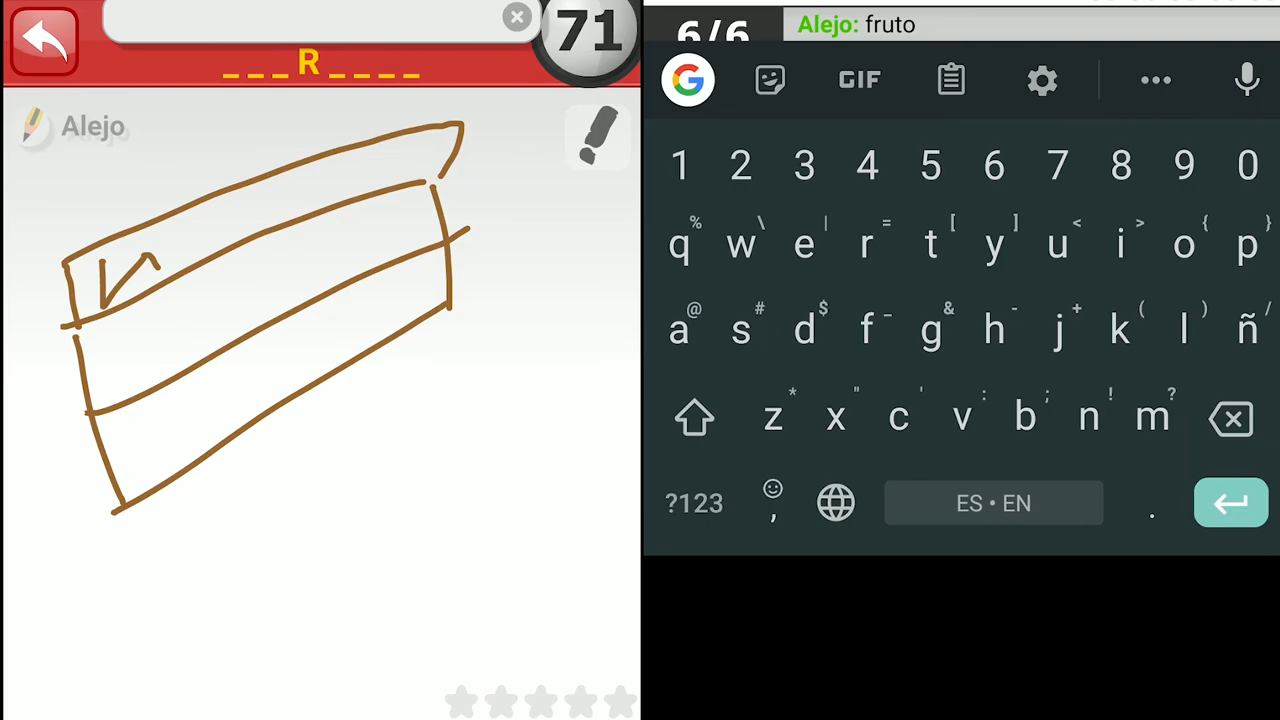 71
_ _ _ R _ _ _ _
6/6
Alejo: fruto
Alejo
GIF
1 2 3 4 5 6 7 8 9 0
% \ | = [ ] < > { }
q w e r t y u i o p
@ # $ _ & - + ( ) /
a s d f g h j k l ñ
* " ' : ; ! ?
z x c v b n m
?123 , ES • EN .